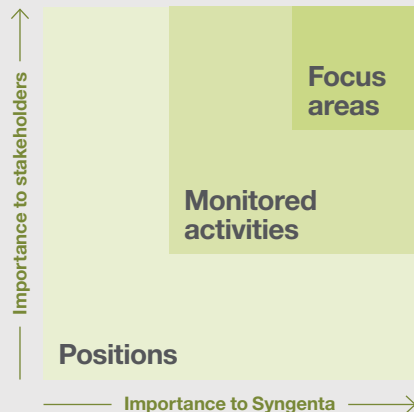 Importance to stakeholders
Focus
areas
Monitored
activities
Positions
Importance to Syngenta